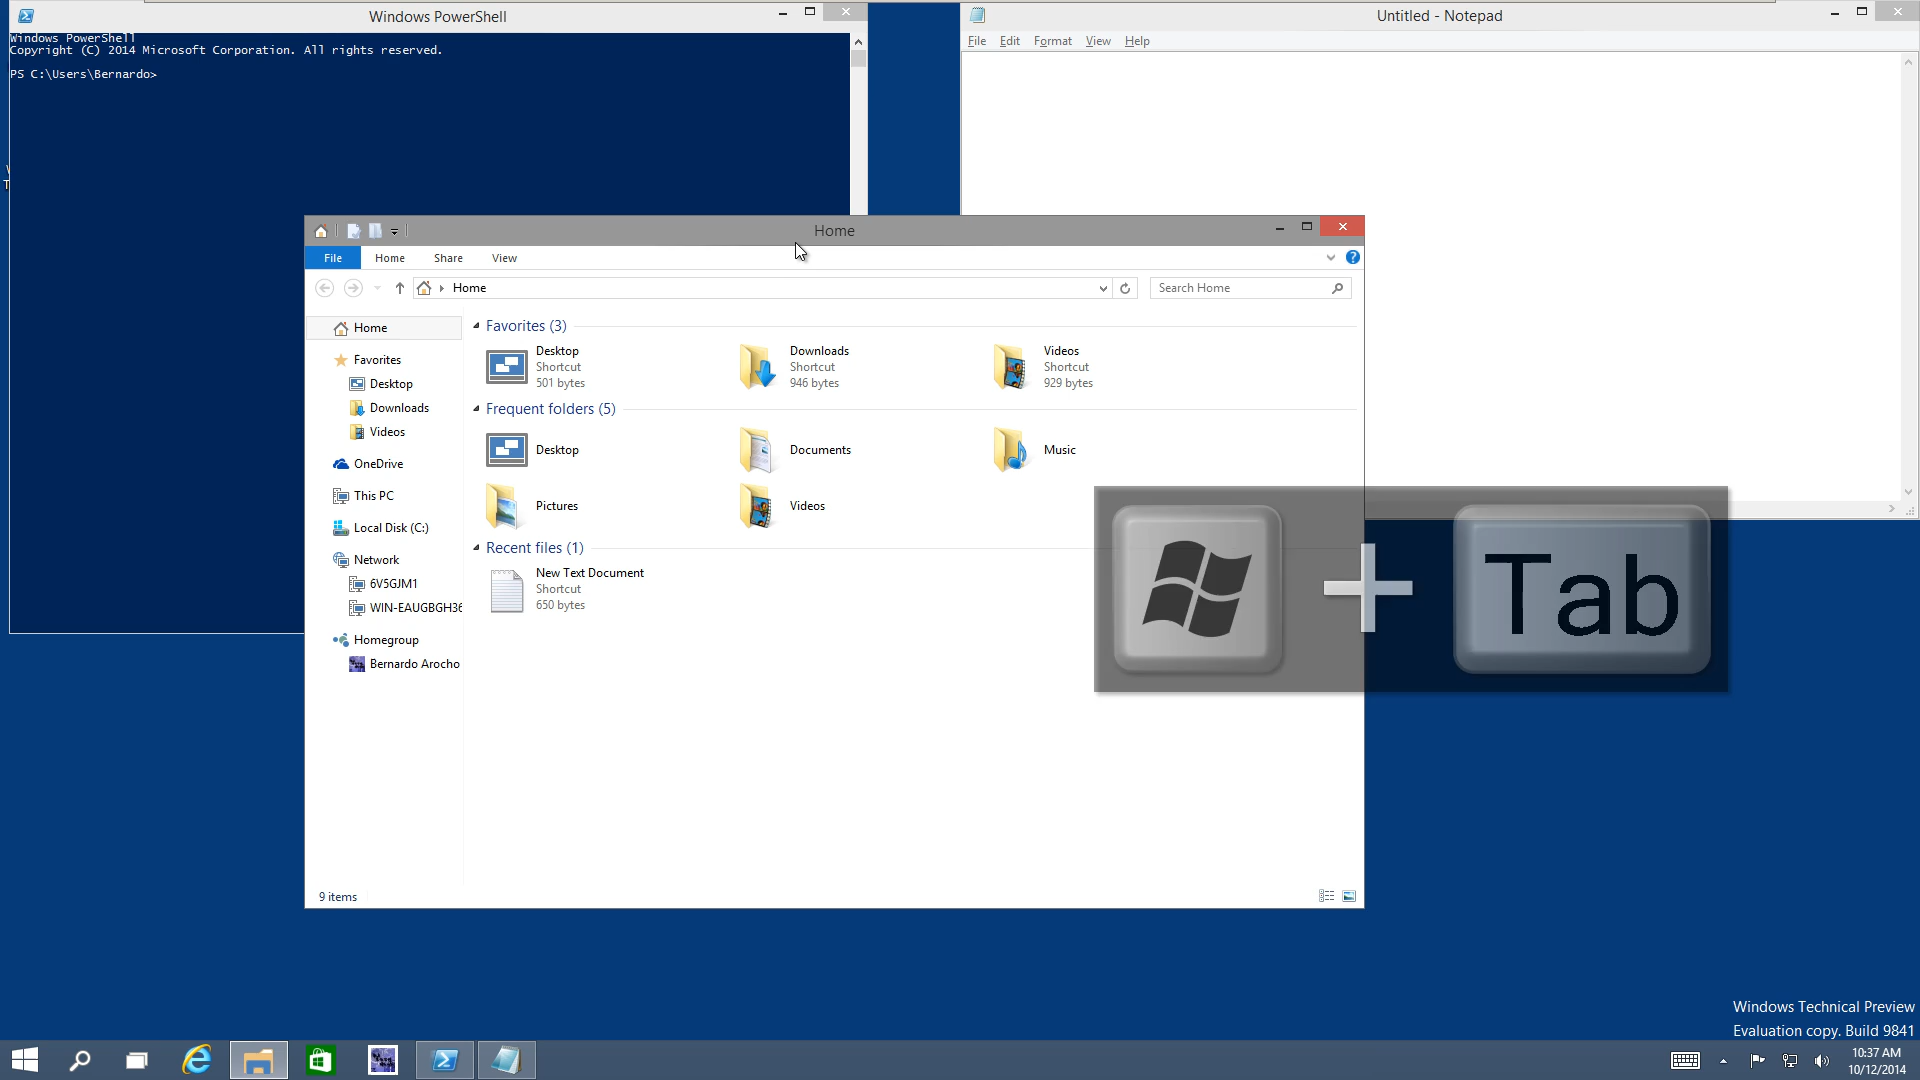 Windows PowerShell
Windows PowerShell
Copyright (C) 2014 Microsoft Corporation. All rights reserved.
PS C:\Users\Bernardo>
Untitled - Notepad
File Edit Format View Help
Home
File Home Share View
Home
Search Home
Home
Favorites
Desktop
Downloads
Videos
OneDrive
This PC
Local Disk (C:)
Network
6V5GJM1
WIN-EAUGBGH36
Homegroup
Bernardo Arocho
Favorites (3)
Desktop
Shortcut
501 bytes
Downloads
Shortcut
946 bytes
Videos
Shortcut
929 bytes
Frequent folders (5)
Desktop
Documents
Music
Pictures
Videos
Recent files (1)
New Text Document
Shortcut
650 bytes
9 items
+ Tab
Windows Technical Preview
Evaluation copy. Build 9841
10:37 AM
10/12/2014